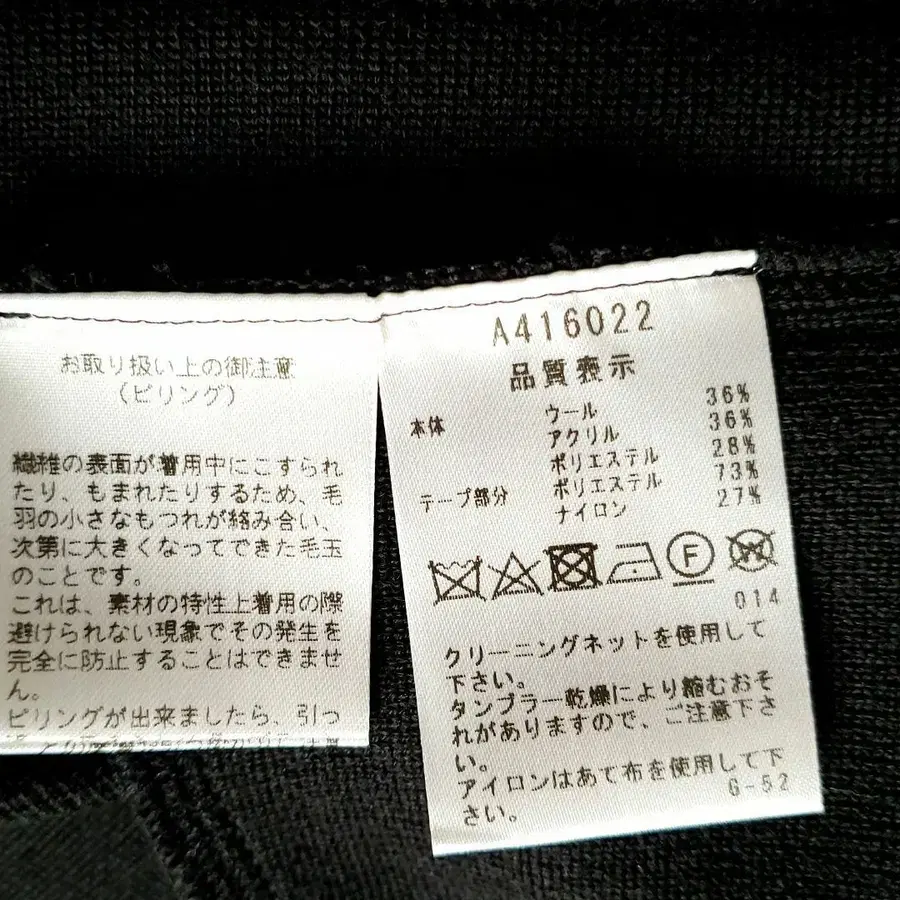 お取り扱い上の御注意
(ピリング)
繊維の表面が着用中にこすられ
たり、もまれたりするため、毛
羽の小さなもつれが絡み合い、
次第に大きくなってできた毛玉
のことです。
これは、素材の特性上着用の際
避けられない現象でその発生を
完全に防止することはできませ
ん。
ピリングが出来ましたら、引っ
A416022
品質表示
本体 ウール 36%
アクリル 36%
ポリエステル 28%
テープ部分 ポリエステル 73%
ナイロン 27%
F
W
014
クリーニングネットを使用して
下さい。
タンブラー乾燥により縮むおそ
れがありますので、ご注意下さ
い。
アイロンはあて布を使用して下
さい。
G-52